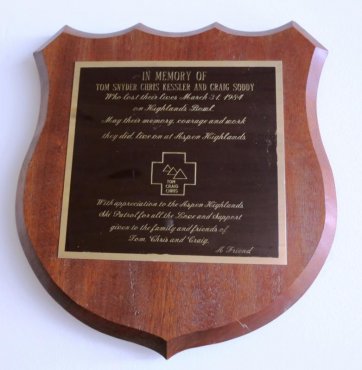 IN MEMORY OF
TOM SNYDER CHRIS KESSLER AND CRAIG SODDY
Who lost their lives March 31, 1984
on Highlands Bowl
May their memory, courage and work
they did, live on at Aspen Highlands
TOM
CRAIG
CHRIS
With appreciation to the Aspen Highlands
Ski Patrol for all the Love and Support
given to the family and friends of
Tom, Chris and Craig.
A Friend